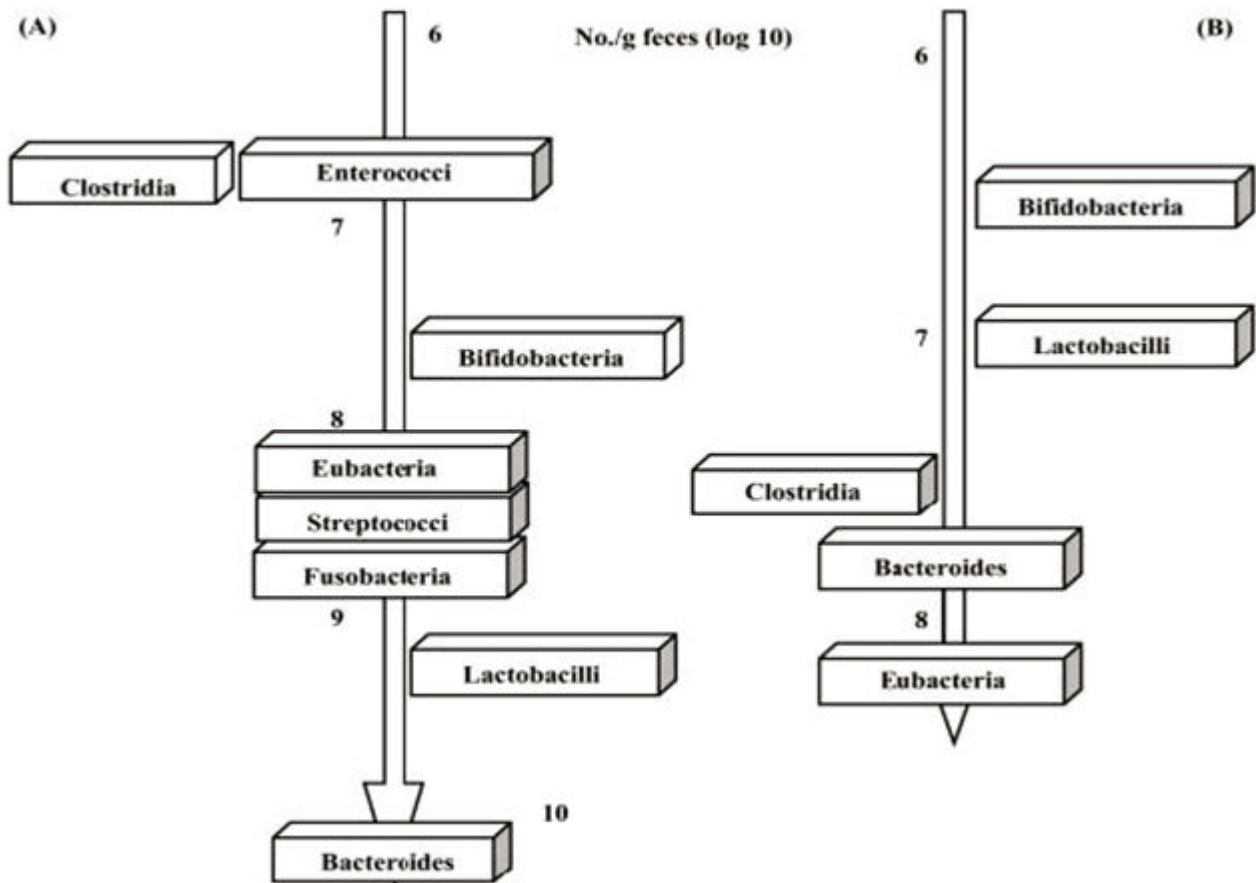 (A)
6
No./g feces (log 10)
(B)
6
Clostridia
Enterococci
7
Bifidobacteria
Bifidobacteria
7
Lactobacilli
8
Eubacteria
Clostridia
Streptococci
Bacteroides
Fusobacteria
9
8
Lactobacilli
Eubacteria
10
Bacteroides